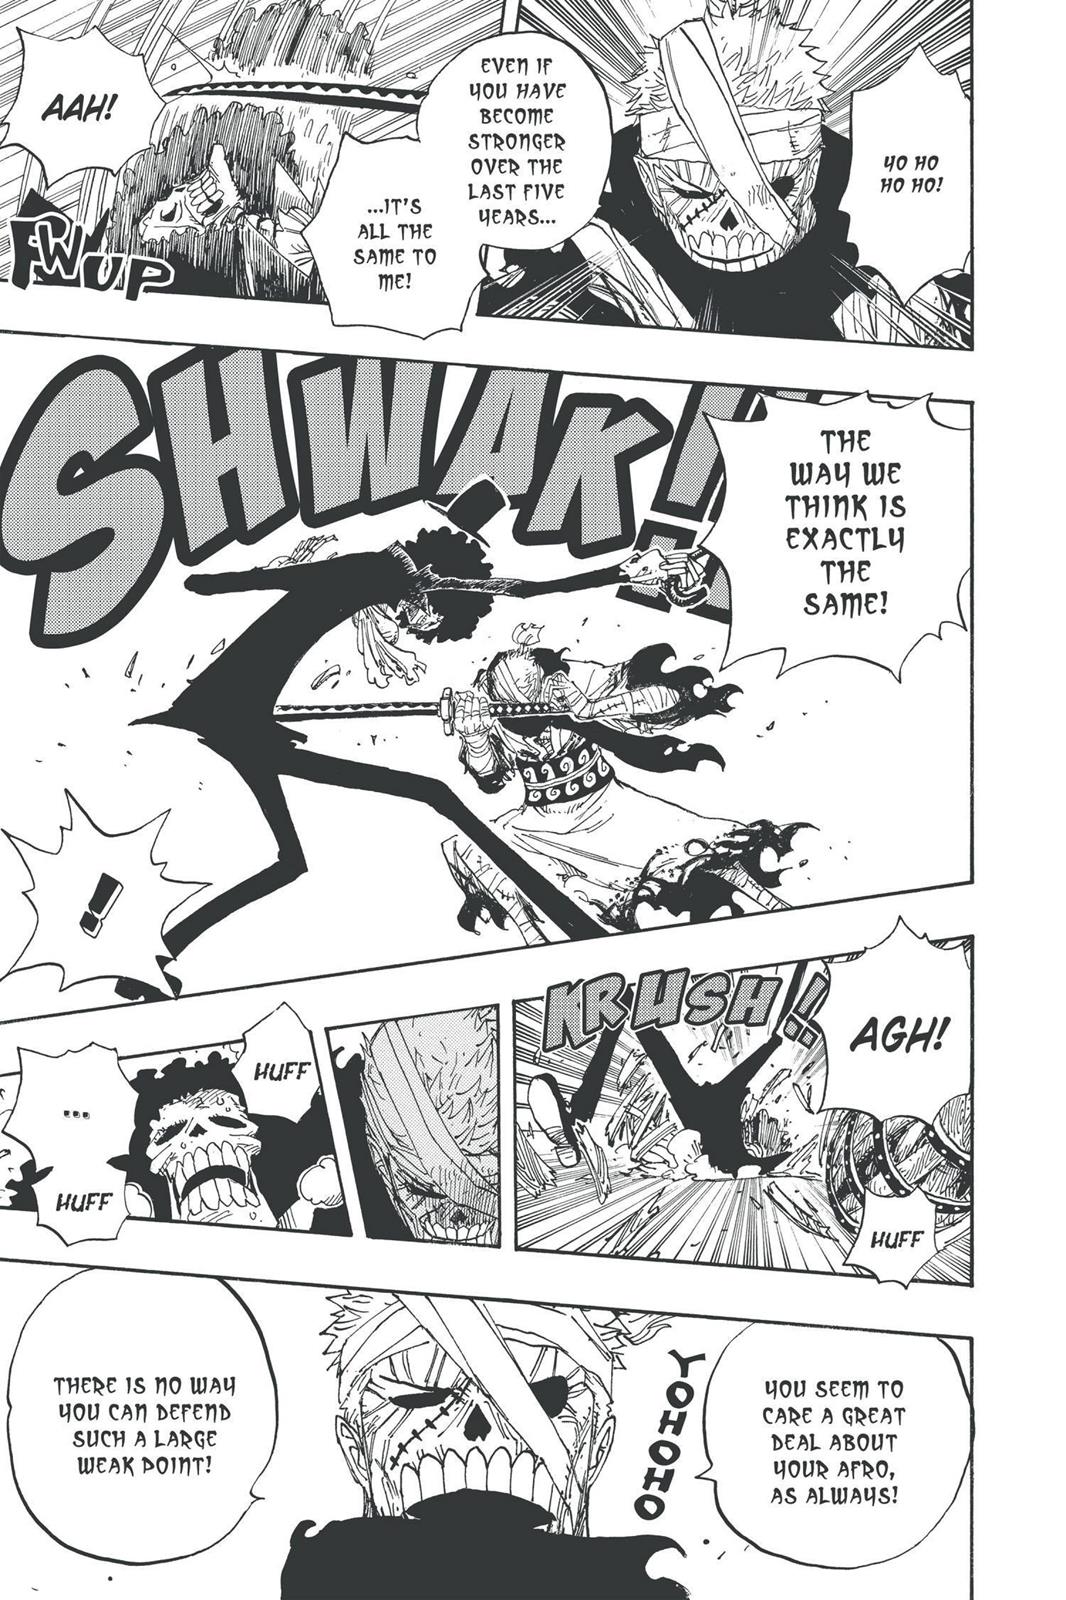 YO HO
HO HO!
EVEN IF
YOU HAVE
BECOME
STRONGER
OVER THE
LAST FIVE
YEARS...
...IT'S
ALL THE
SAME TO
ME!
AAH!
FWUP
THE
WAY WE
THINK IS
EXACTLY
THE
SAME!
SHWAK!!
!
AGH!
KRUSH!!
HUFF
HUFF
...
HUFF
YOU SEEM TO
CARE A GREAT
DEAL ABOUT
YOUR AFRO,
AS ALWAYS!
YOHOHO
THERE IS NO WAY
YOU CAN DEFEND
SUCH A LARGE
WEAK POINT!